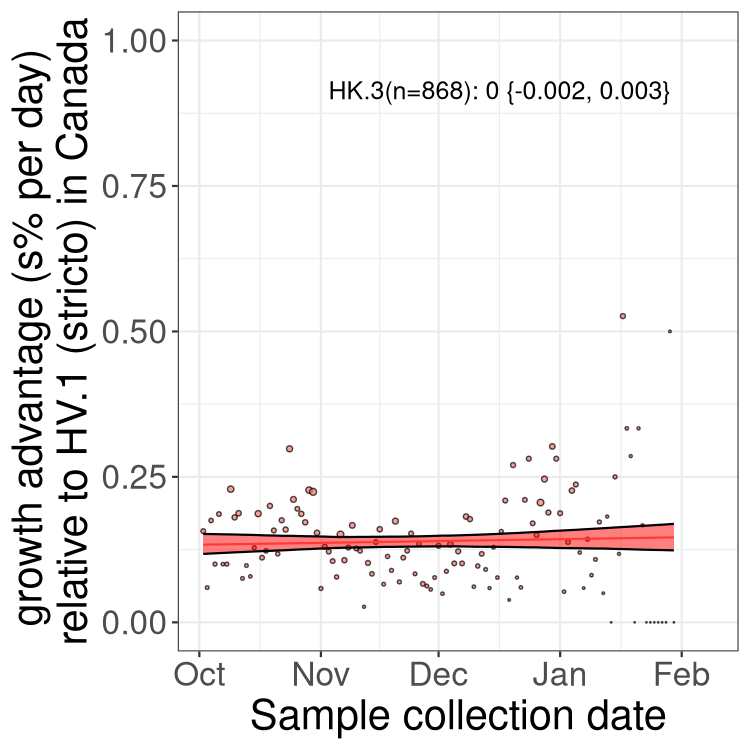 growth advantage (s% per day)
relative to HV.1 (stricto) in Canada
1.00
0.75
0.50
0.25
0.00
HK.3(n=868): 0 {-0.002, 0.003}
Oct
Nov
Dec
Jan
Feb
Sample collection date